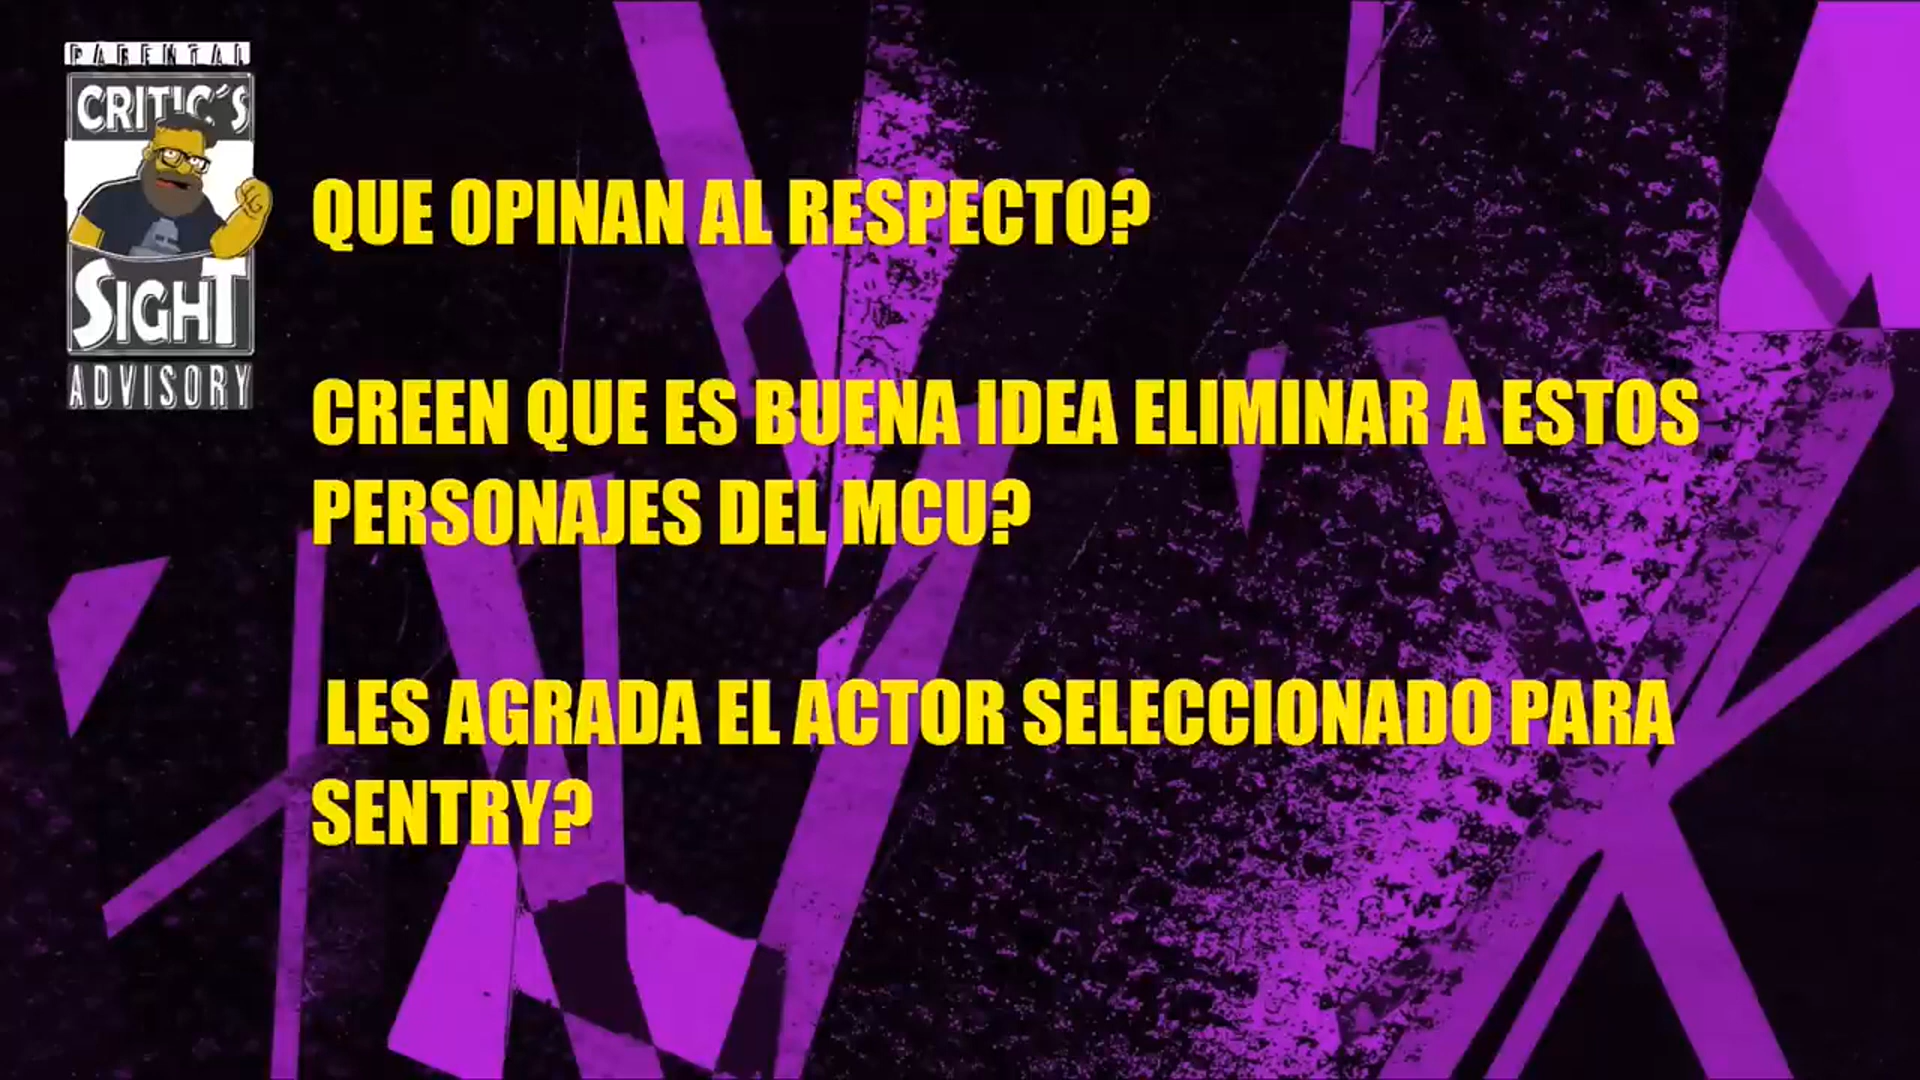 PARENTAL
CRITIC´S
SIGHT
ADVISORY
QUE OPINAN AL RESPECTO?
CREEN QUE ES BUENA IDEA ELIMINAR A ESTOS
PERSONAJES DEL MCU?
LES AGRADA EL ACTOR SELECCIONADO PARA
SENTRY?